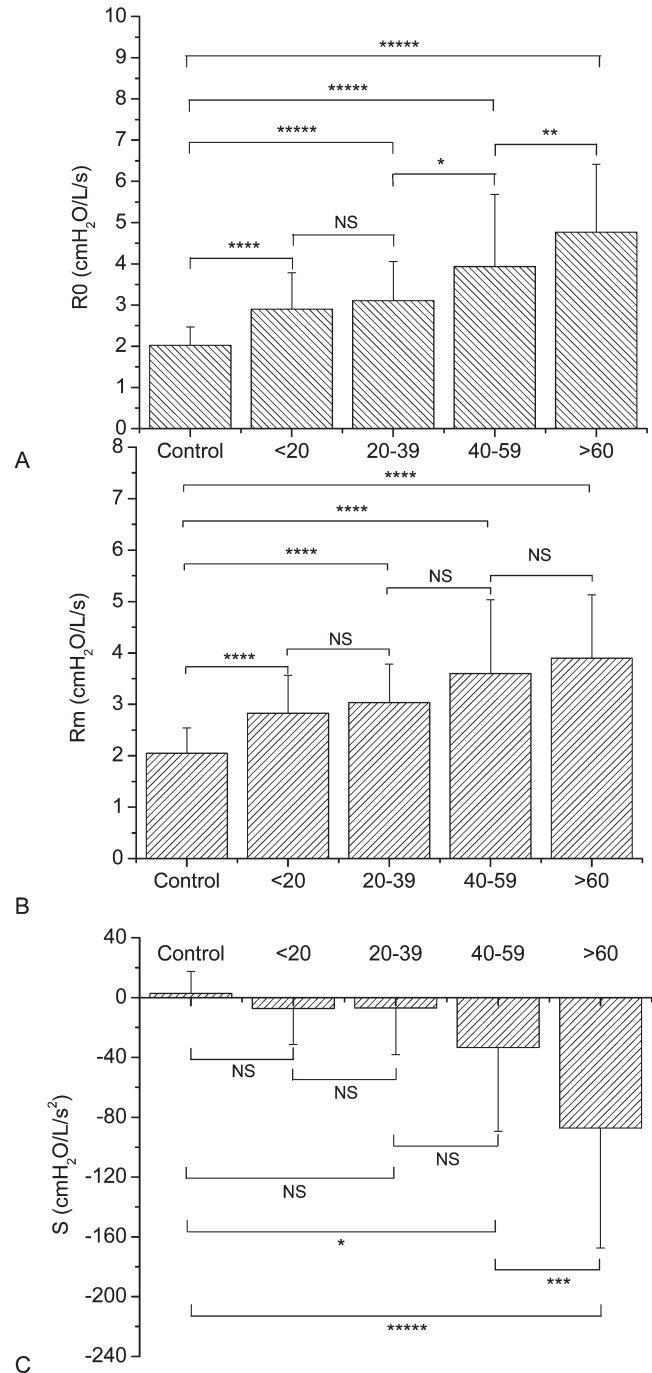 10
9
8
7
6
5
4
3
2
1
0
R0 (cmH2O/L/s)
*****
*****
*****
*
**
****
NS
Control <20 20-39 40-59 >60
A
8
7
6
5
4
3
2
1
0
Rm (cmH2O/L/s)
****
****
****
NS
NS
****
NS
Control <20 20-39 40-59 >60
B
40
0
-40
-80
-120
-160
-200
-240
S (cmH2O/L/s²)
Control <20 20-39 40-59 >60
NS
NS
NS
NS
*
***
*****
C